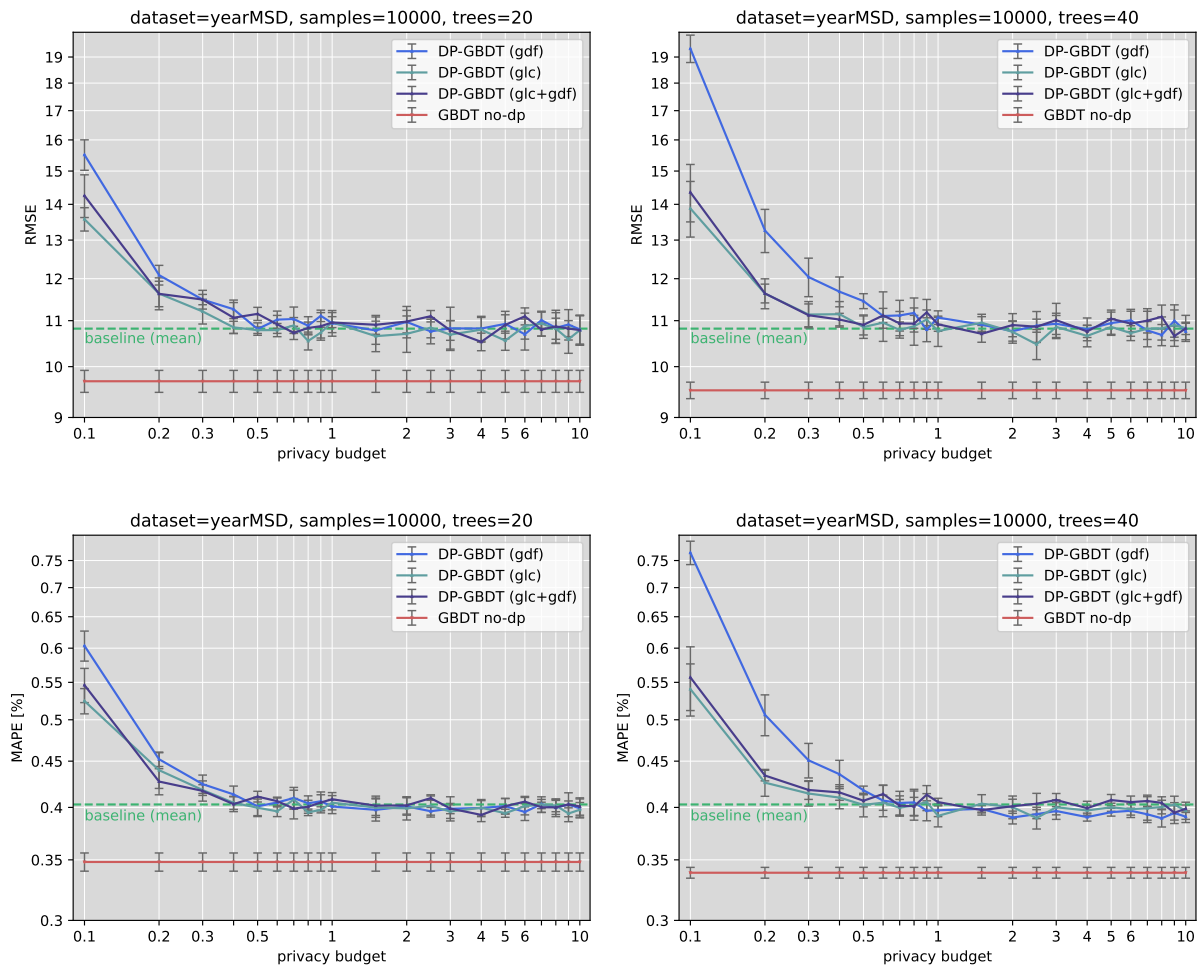 dataset=yearMSD, samples=10000, trees=20
RMSE
19
18
17
16
15
14
13
12
11
10
9
DP-GBDT (gdf)
DP-GBDT (glc)
DP-GBDT (glc+gdf)
GBDT no-dp
baseline (mean)
0.1 0.2 0.3 0.5 1 2 3 4 5 6 10
privacy budget
dataset=yearMSD, samples=10000, trees=40
RMSE
19
18
17
16
15
14
13
12
11
10
9
DP-GBDT (gdf)
DP-GBDT (glc)
DP-GBDT (glc+gdf)
GBDT no-dp
baseline (mean)
0.1 0.2 0.3 0.5 1 2 3 4 5 6 10
privacy budget
dataset=yearMSD, samples=10000, trees=20
MAPE [%]
0.75
0.7
0.65
0.6
0.55
0.5
0.45
0.4
0.35
0.3
DP-GBDT (gdf)
DP-GBDT (glc)
DP-GBDT (glc+gdf)
GBDT no-dp
baseline (mean)
0.1 0.2 0.3 0.5 1 2 3 4 5 6 10
privacy budget
dataset=yearMSD, samples=10000, trees=40
MAPE [%]
0.75
0.7
0.65
0.6
0.55
0.5
0.45
0.4
0.35
0.3
DP-GBDT (gdf)
DP-GBDT (glc)
DP-GBDT (glc+gdf)
GBDT no-dp
baseline (mean)
0.1 0.2 0.3 0.5 1 2 3 4 5 6 10
privacy budget